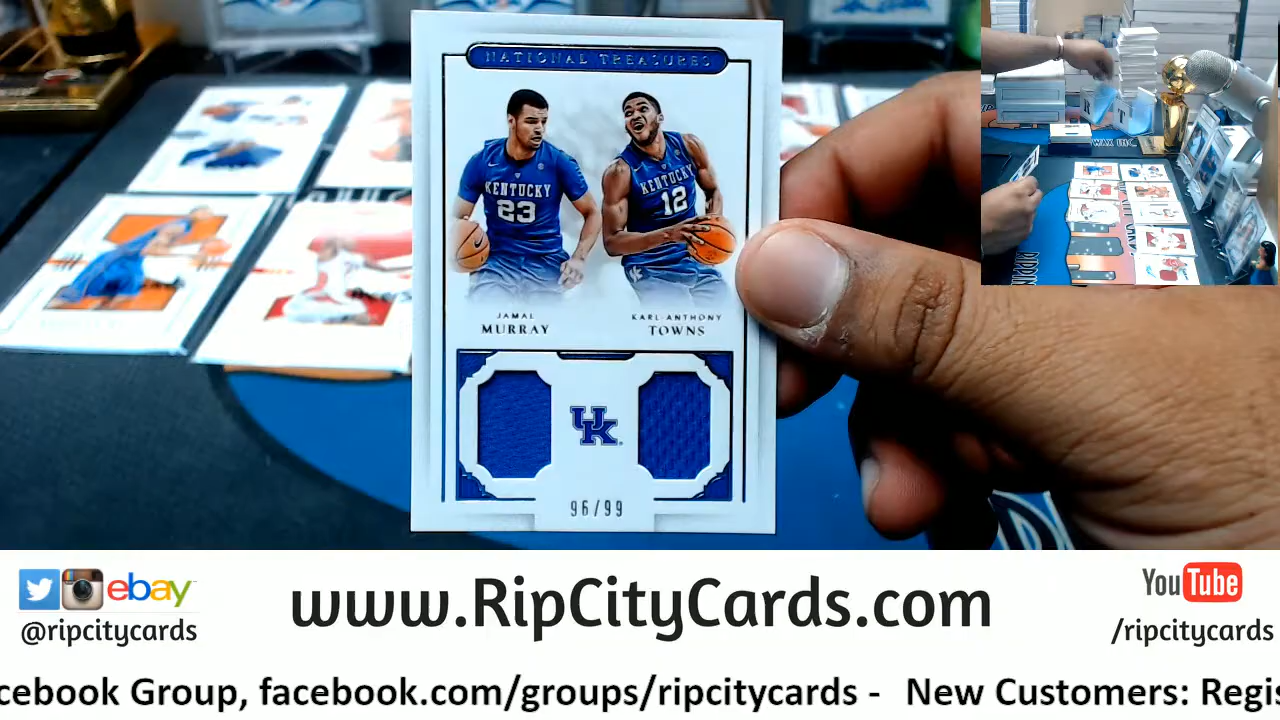 NATIONAL TREASURES
KENTUCKY
23
KENTUCKY
12
JAMAL
MURRAY
KARL-ANTHONY
TOWNS
UK
96/99
ebay
@ripcitycards
www.RipCityCards.com
YouTube
/ripcitycards
cebook Group, facebook.com/groups/ripcitycards - New Customers: Regis